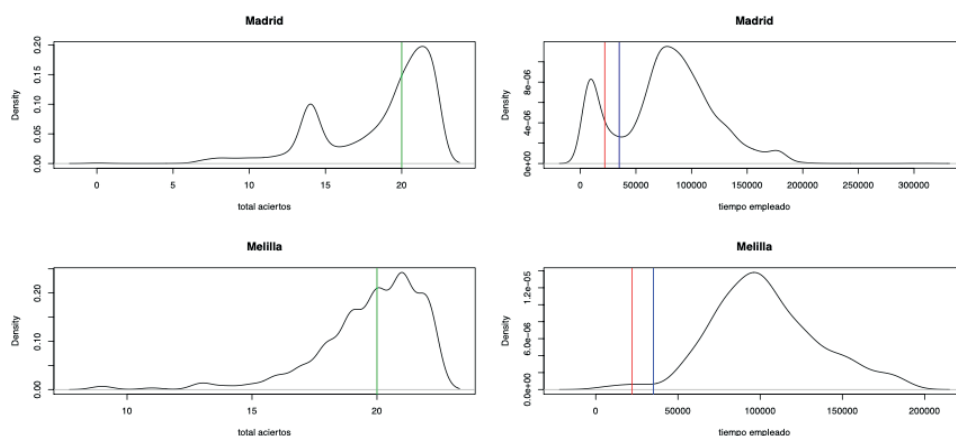 Madrid
Density
0.00 0.05 0.10 0.15 0.20
0 5 10 15 20
total aciertos
Madrid
Density
0e+00 4e-06 8e-06
0 50000 100000 150000 200000 250000 300000
tiempo empleado
Melilla
Density
0.00 0.10 0.20
10 15 20
total aciertos
Melilla
Density
0.0e+00 6.0e-06 1.2e-05
0 50000 100000 150000 200000
tiempo empleado